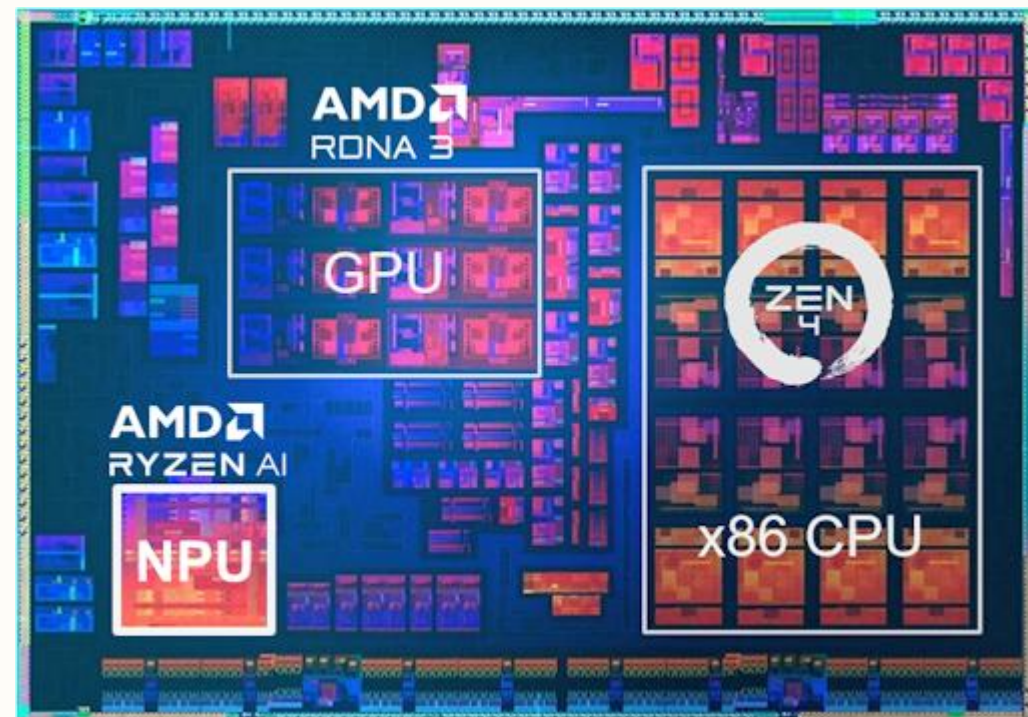 AMD
RDNA 3
GPU
ZEN
4
AMD
RYZEN AI
NPU
x86 CPU